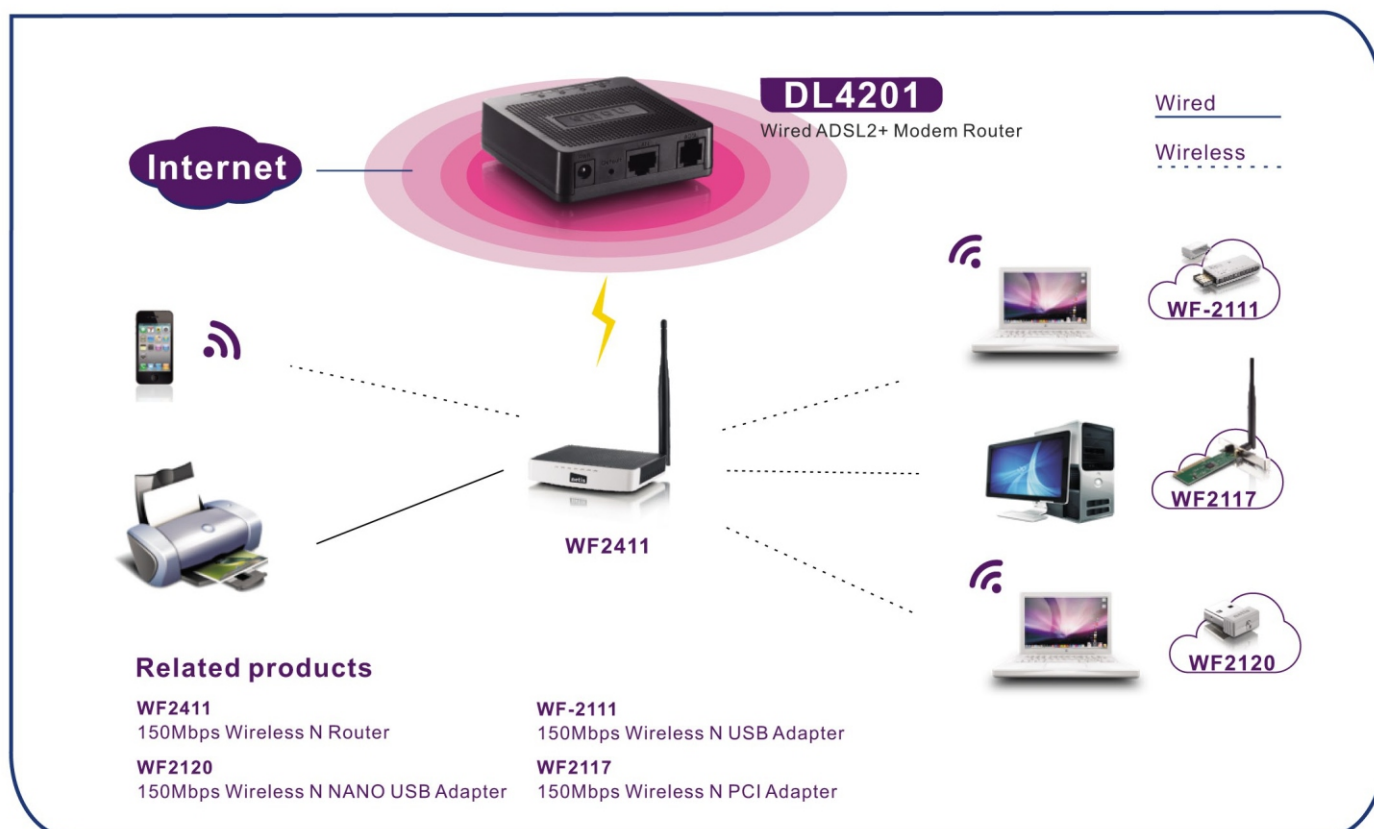 DL4201
Wired ADSL2+ Modem Router
Internet
Wired
Wireless
WF-2111
WF2117
WF2411
WF2120
Related products
WF2411
150Mbps Wireless N Router
WF-2111
150Mbps Wireless N USB Adapter
WF2120
150Mbps Wireless N NANO USB Adapter
WF2117
150Mbps Wireless N PCI Adapter